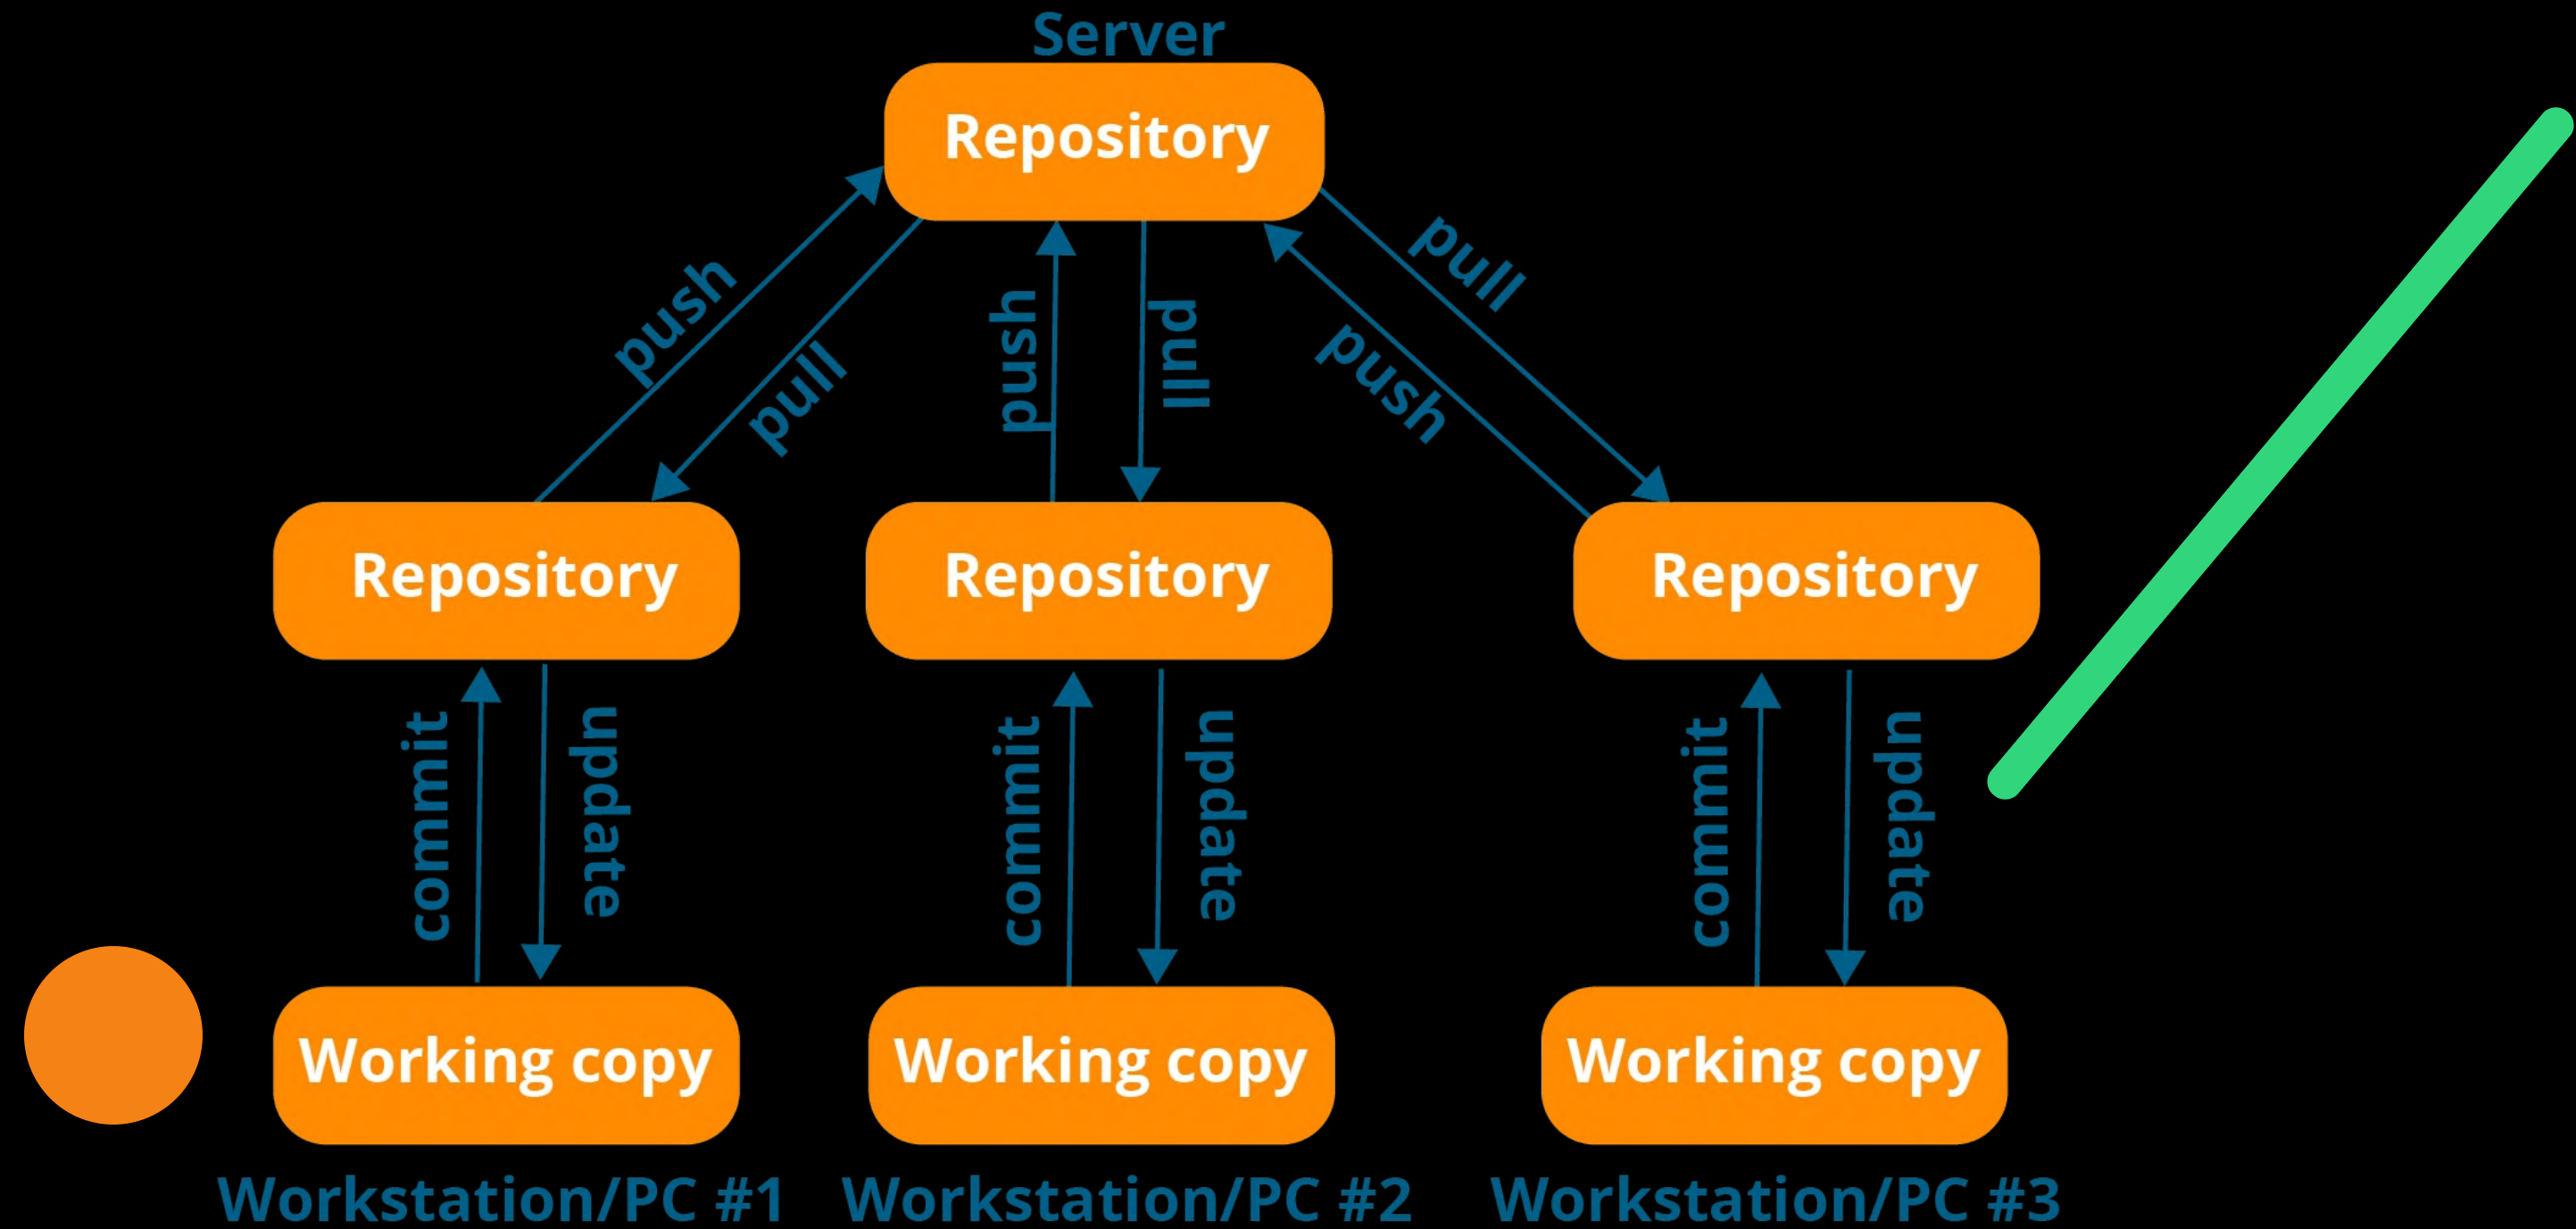 Server
Repository
push
pull
push
pull
push
pull
Repository
Repository
Repository
commit
update
commit
update
commit
update
Working copy
Working copy
Working copy
Workstation/PC #1
Workstation/PC #2
Workstation/PC #3